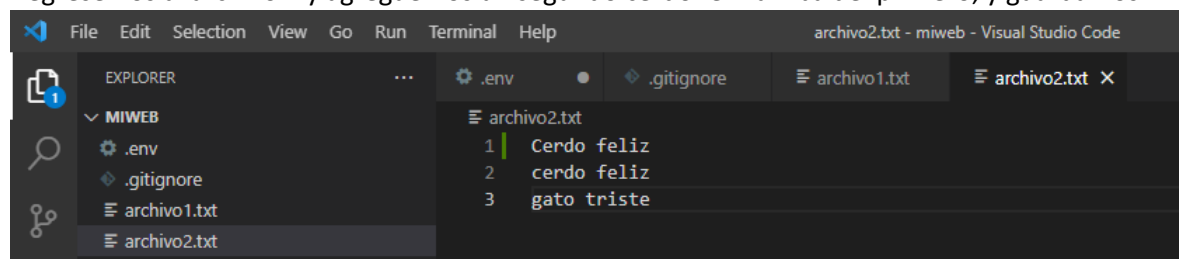 File Edit Selection View Go Run Terminal Help archivo2.txt - miweb - Visual Studio Code
EXPLORER ... .env .gitignore archivo1.txt archivo2.txt
1
MIWEB archivo2.txt
1 Cerdo feliz
.env 2 cerdo feliz
.gitignore 3 gato triste
archivo1.txt
archivo2.txt